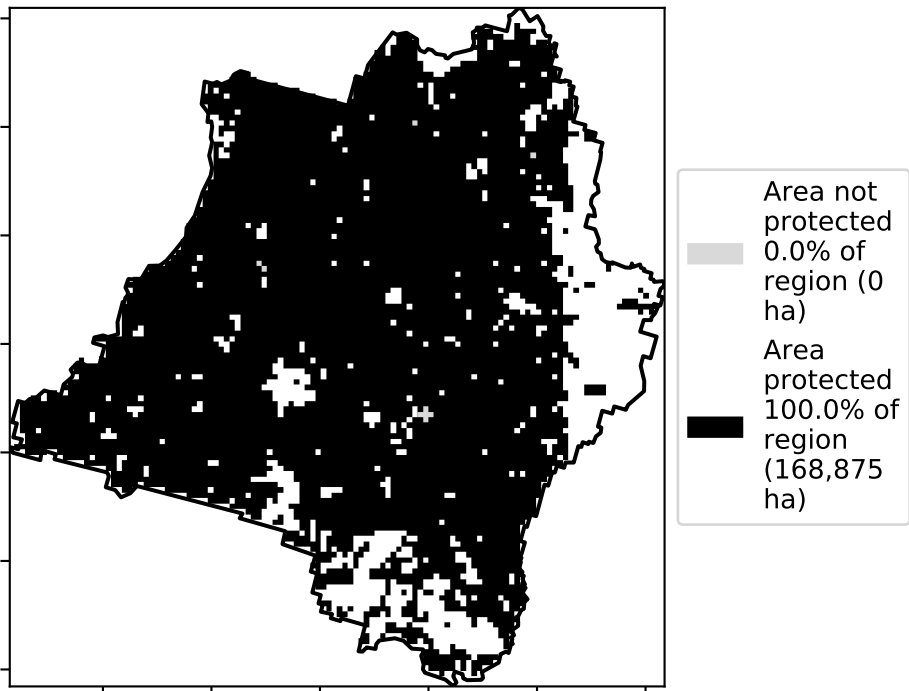 Area not
protected
0.0% of
region (0
ha)
Area
protected
100.0% of
region
(168,875
ha)